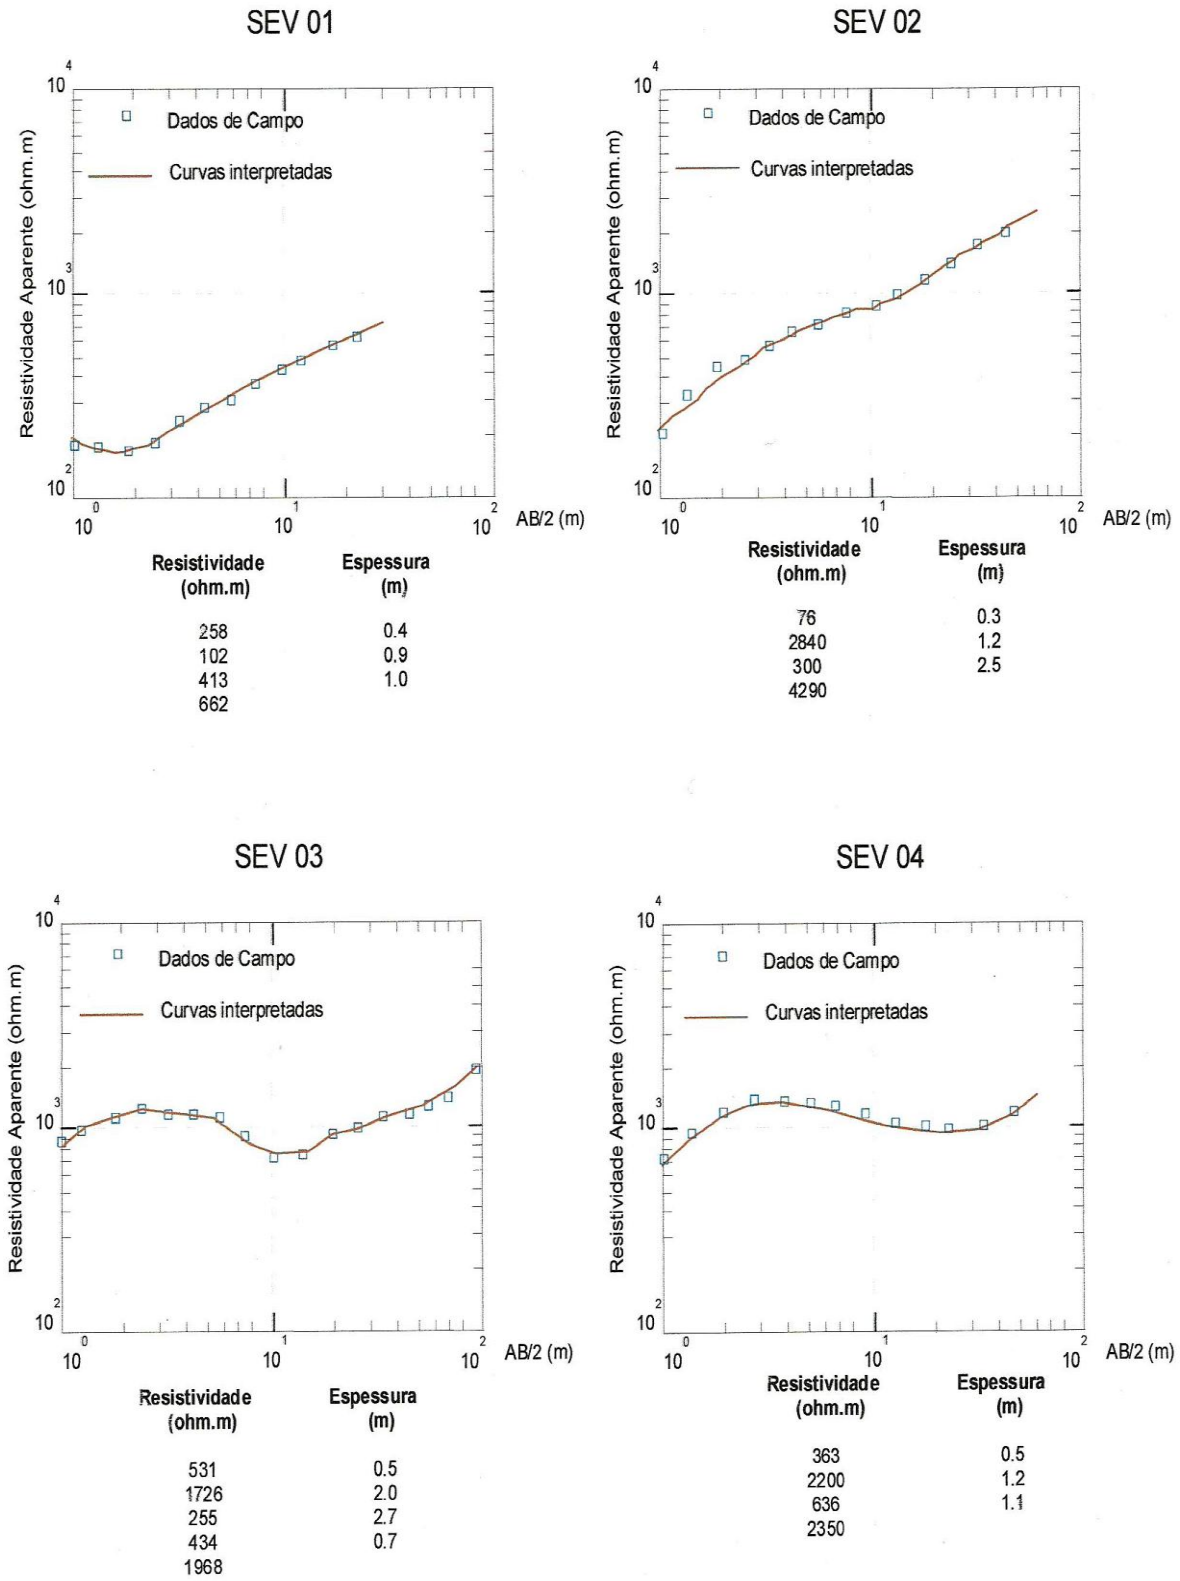 SEV 01
10 4
Dados de Campo
Curvas interpretadas
10 3
10 2
Resistividade Aparente (ohm.m)
10 0
10 1
10 2
AB/2 (m)
Resistividade Espessura
(ohm.m) (m)
258 0.4
102 0.9
413 1.0
662
SEV 02
10 4
Dados de Campo
Curvas interpretadas
10 3
10 2
Resistividade Aparente (ohm.m)
10 0
10 1
10 2
AB/2 (m)
Resistividade Espessura
(ohm.m) (m)
76 0.3
2840 1.2
300 2.5
4290
SEV 03
10 4
Dados de Campo
Curvas interpretadas
10 3
10 2
Resistividade Aparente (ohm.m)
10 0
10 1
10 2
AB/2 (m)
Resistividade Espessura
(ohm.m) (m)
531 0.5
1726 2.0
255 2.7
434 0.7
1968
SEV 04
10 4
Dados de Campo
Curvas interpretadas
10 3
10 2
Resistividade Aparente (ohm.m)
10 0
10 1
10 2
AB/2 (m)
Resistividade Espessura
(ohm.m) (m)
363 0.5
2200 1.2
636 1.1
2350